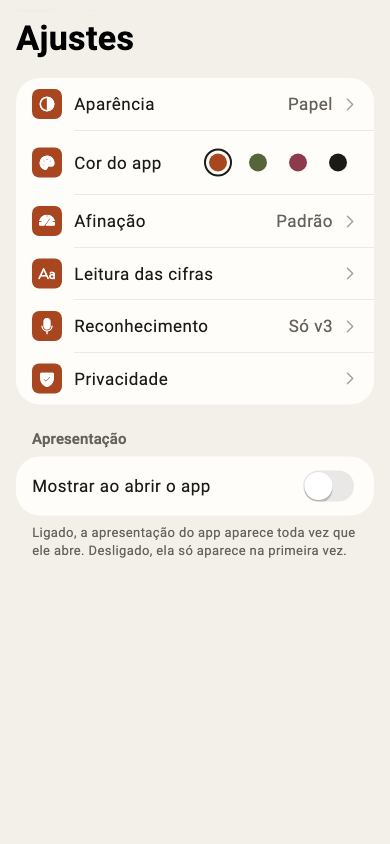 Ajustes
Aparência Papel
Cor do app
Afinação Padrão
Aa Leitura das cifras
Reconhecimento Só v3
Privacidade
Apresentação
Mostrar ao abrir o app
Ligado, a apresentação do app aparece toda vez que
ele abre. Desligado, ela só aparece na primeira vez.